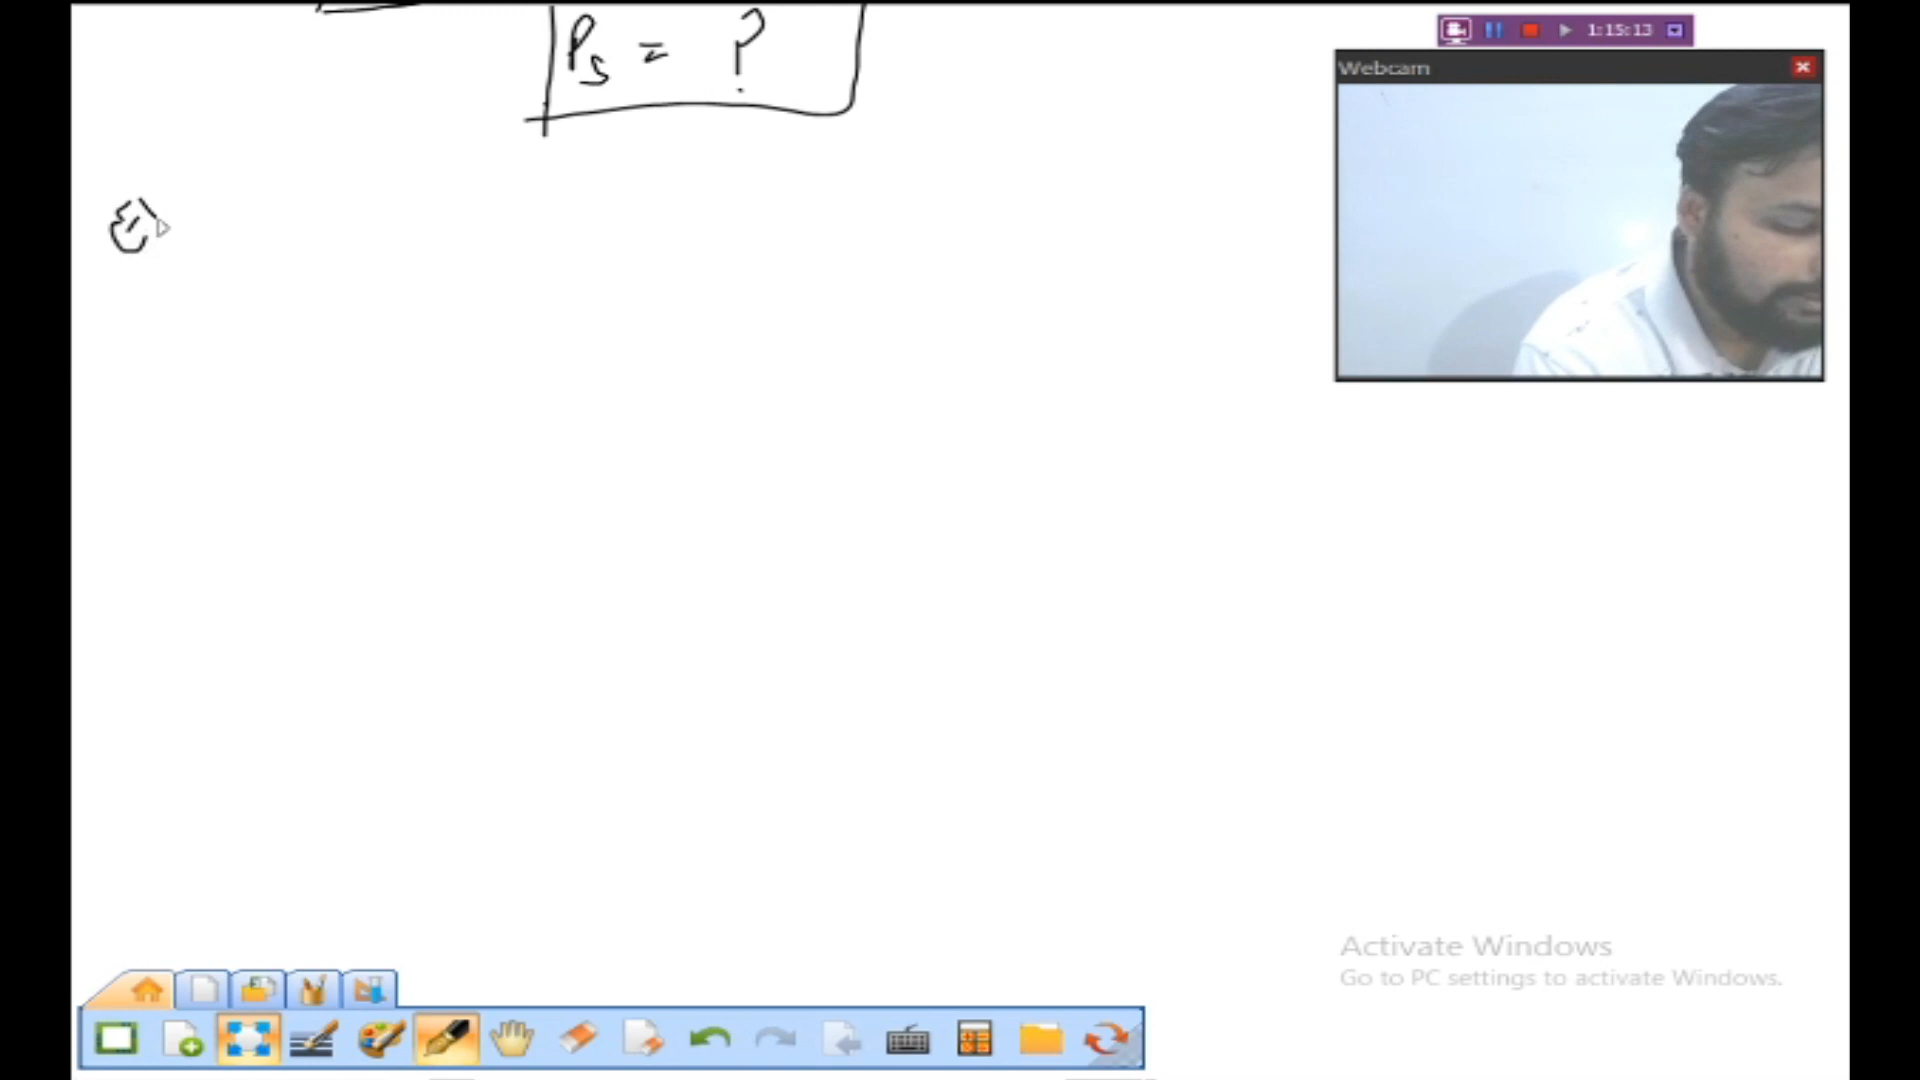 1:15:13
Ps = ?
Webcam
Activate Windows
Go to PC settings to activate Windows.